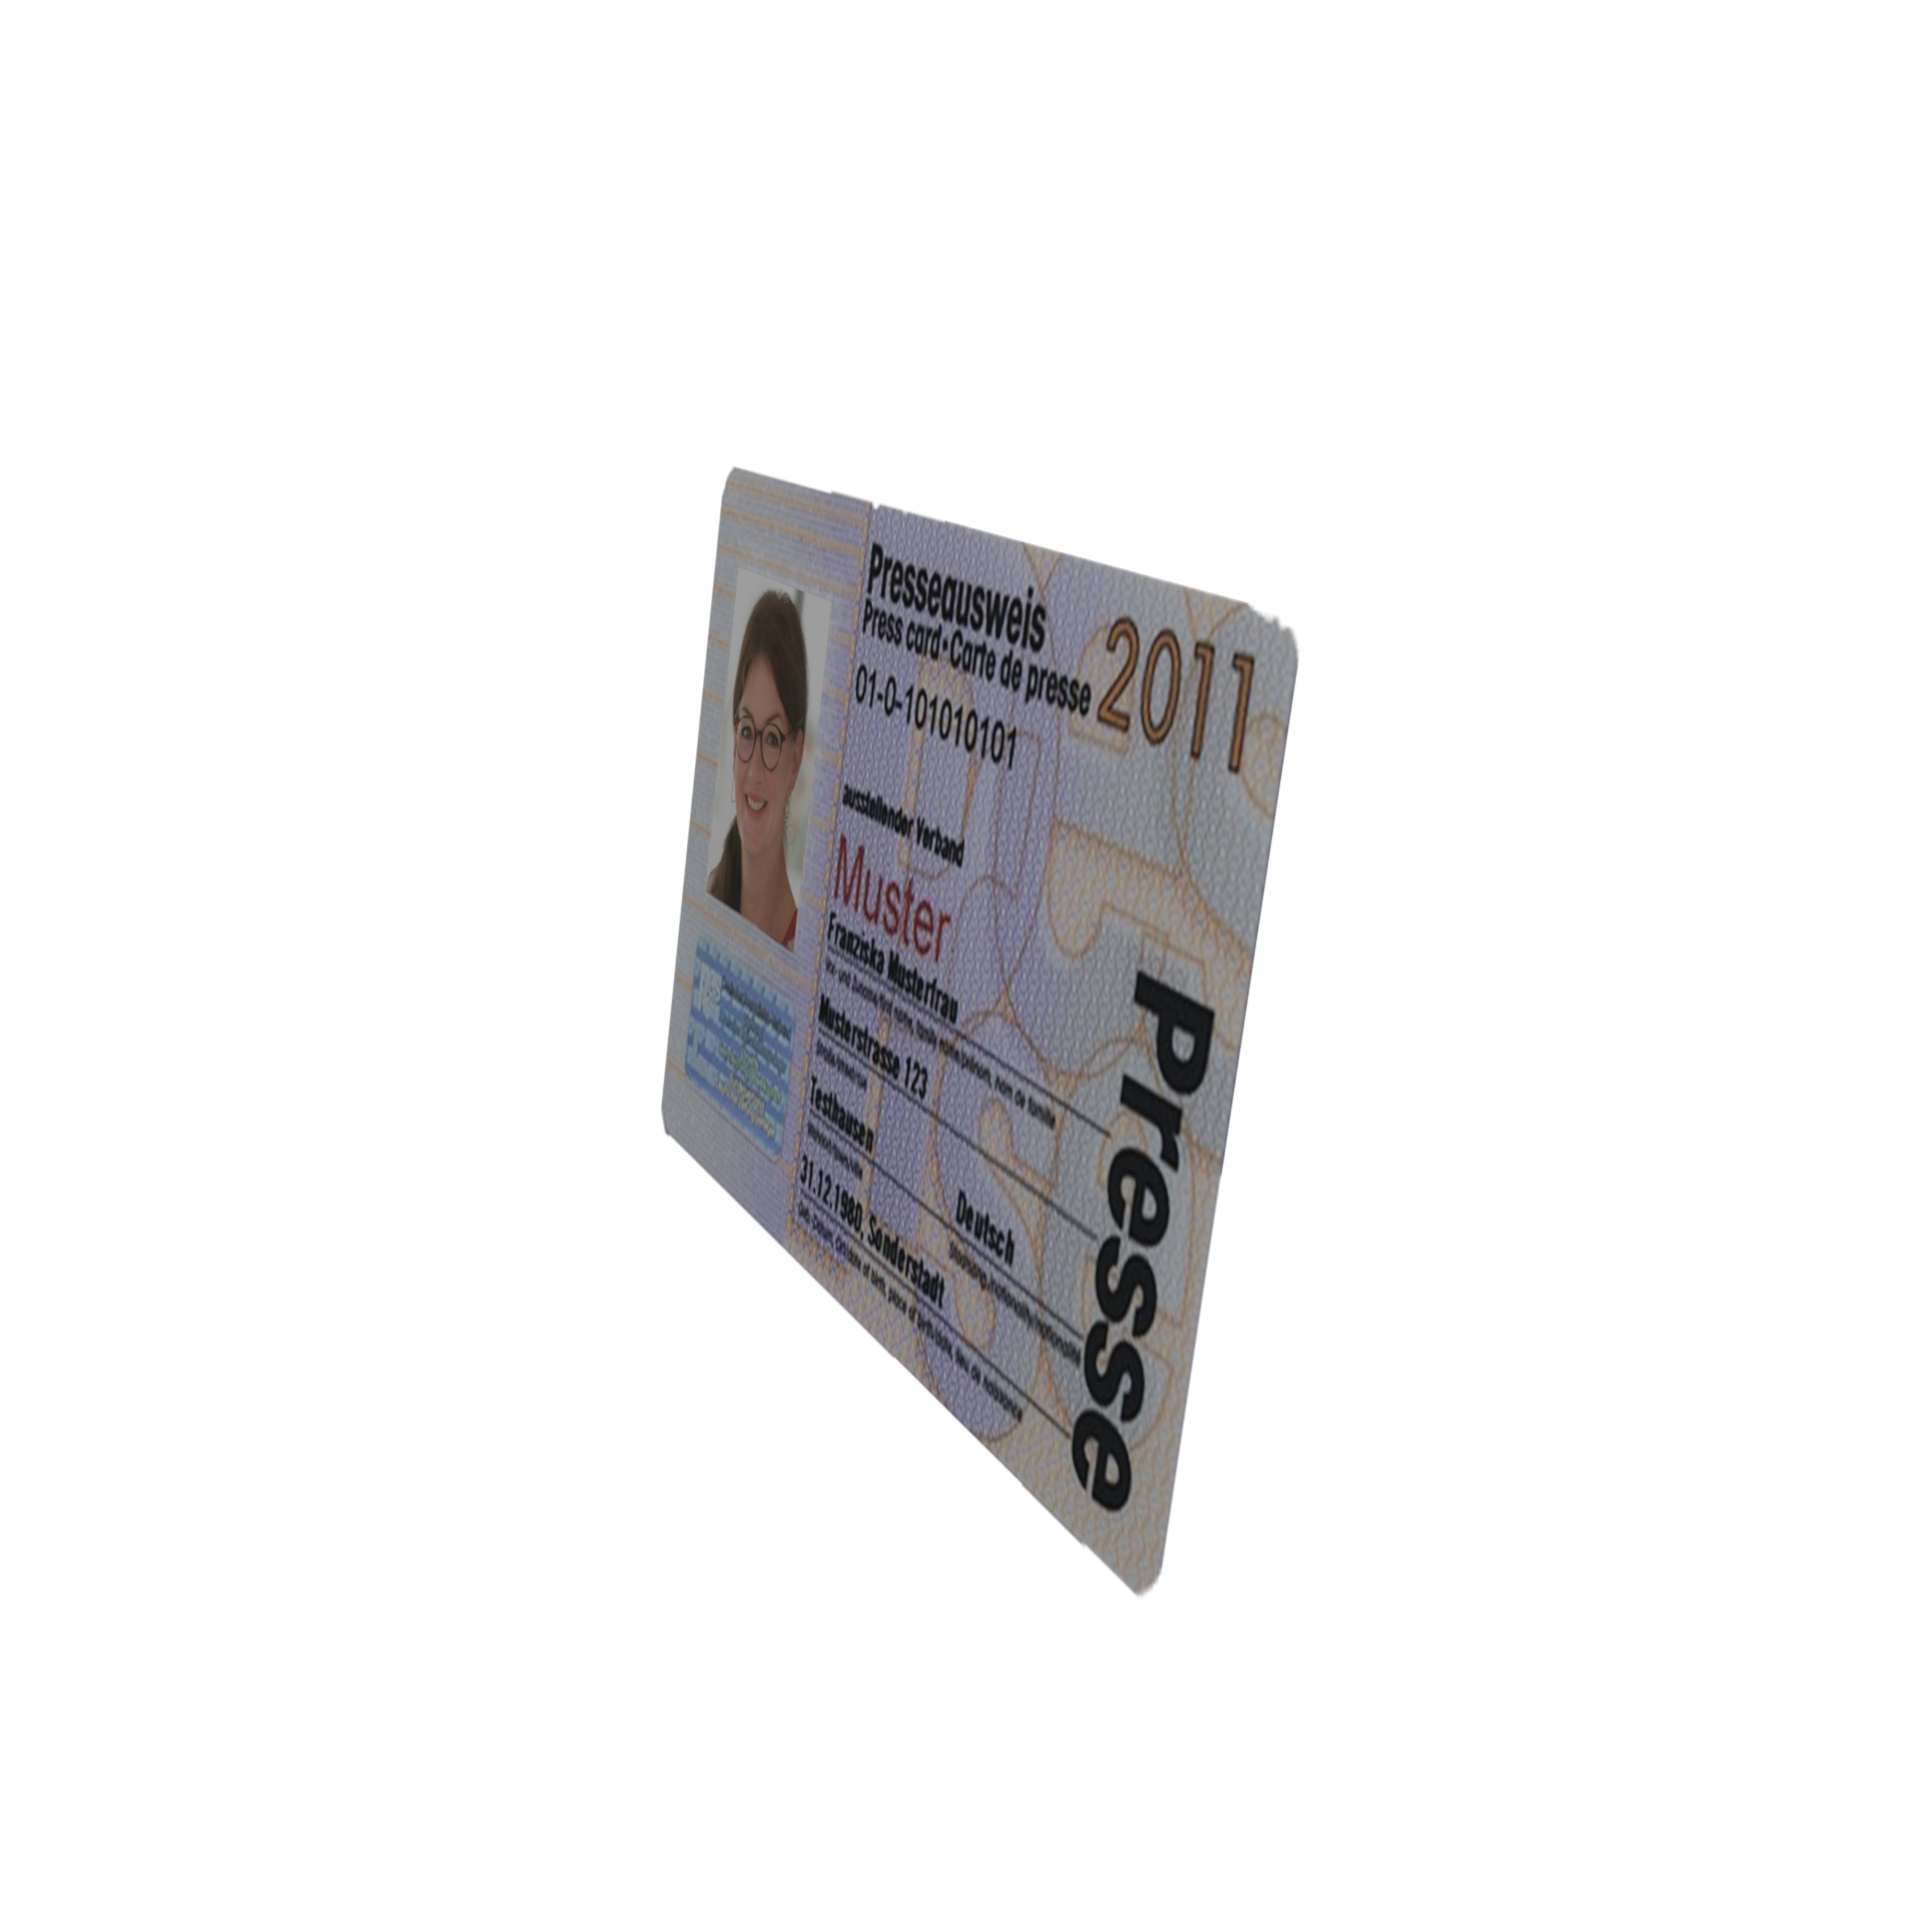 Presseausweis
Press card•Carte de presse
2011
01-0-101010101
ausstellender Verband
Muster
Franziska Musterfrau
Musterstrasse 123
Testhausen
Deutsch
31.12.1980, Sonderstadt
Presse